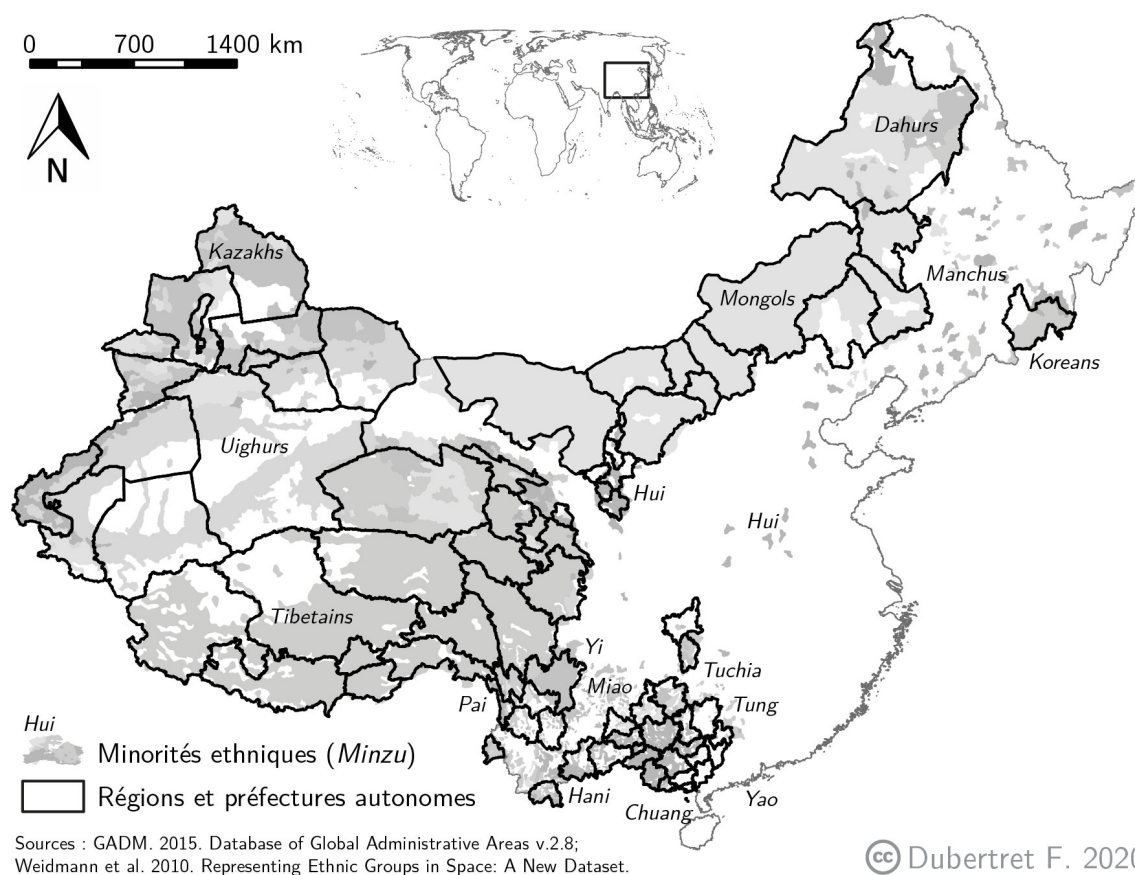 0 700 1400 km
N
Dahurs
Kazakhs
Mongols
Manchus
Koreans
Uighurs
Hui
Hui
Tibetains
Yi
Tuchia
Miao
Pai
Tung
Hui
Minorités ethniques (Minzu)
Régions et préfectures autonomes
Hani
Chuang
Yao
Sources : GADM. 2015. Database of Global Administrative Areas v.2.8;
Weidmann et al. 2010. Representing Ethnic Groups in Space: A New Dataset.
cc Dubertret F. 2020